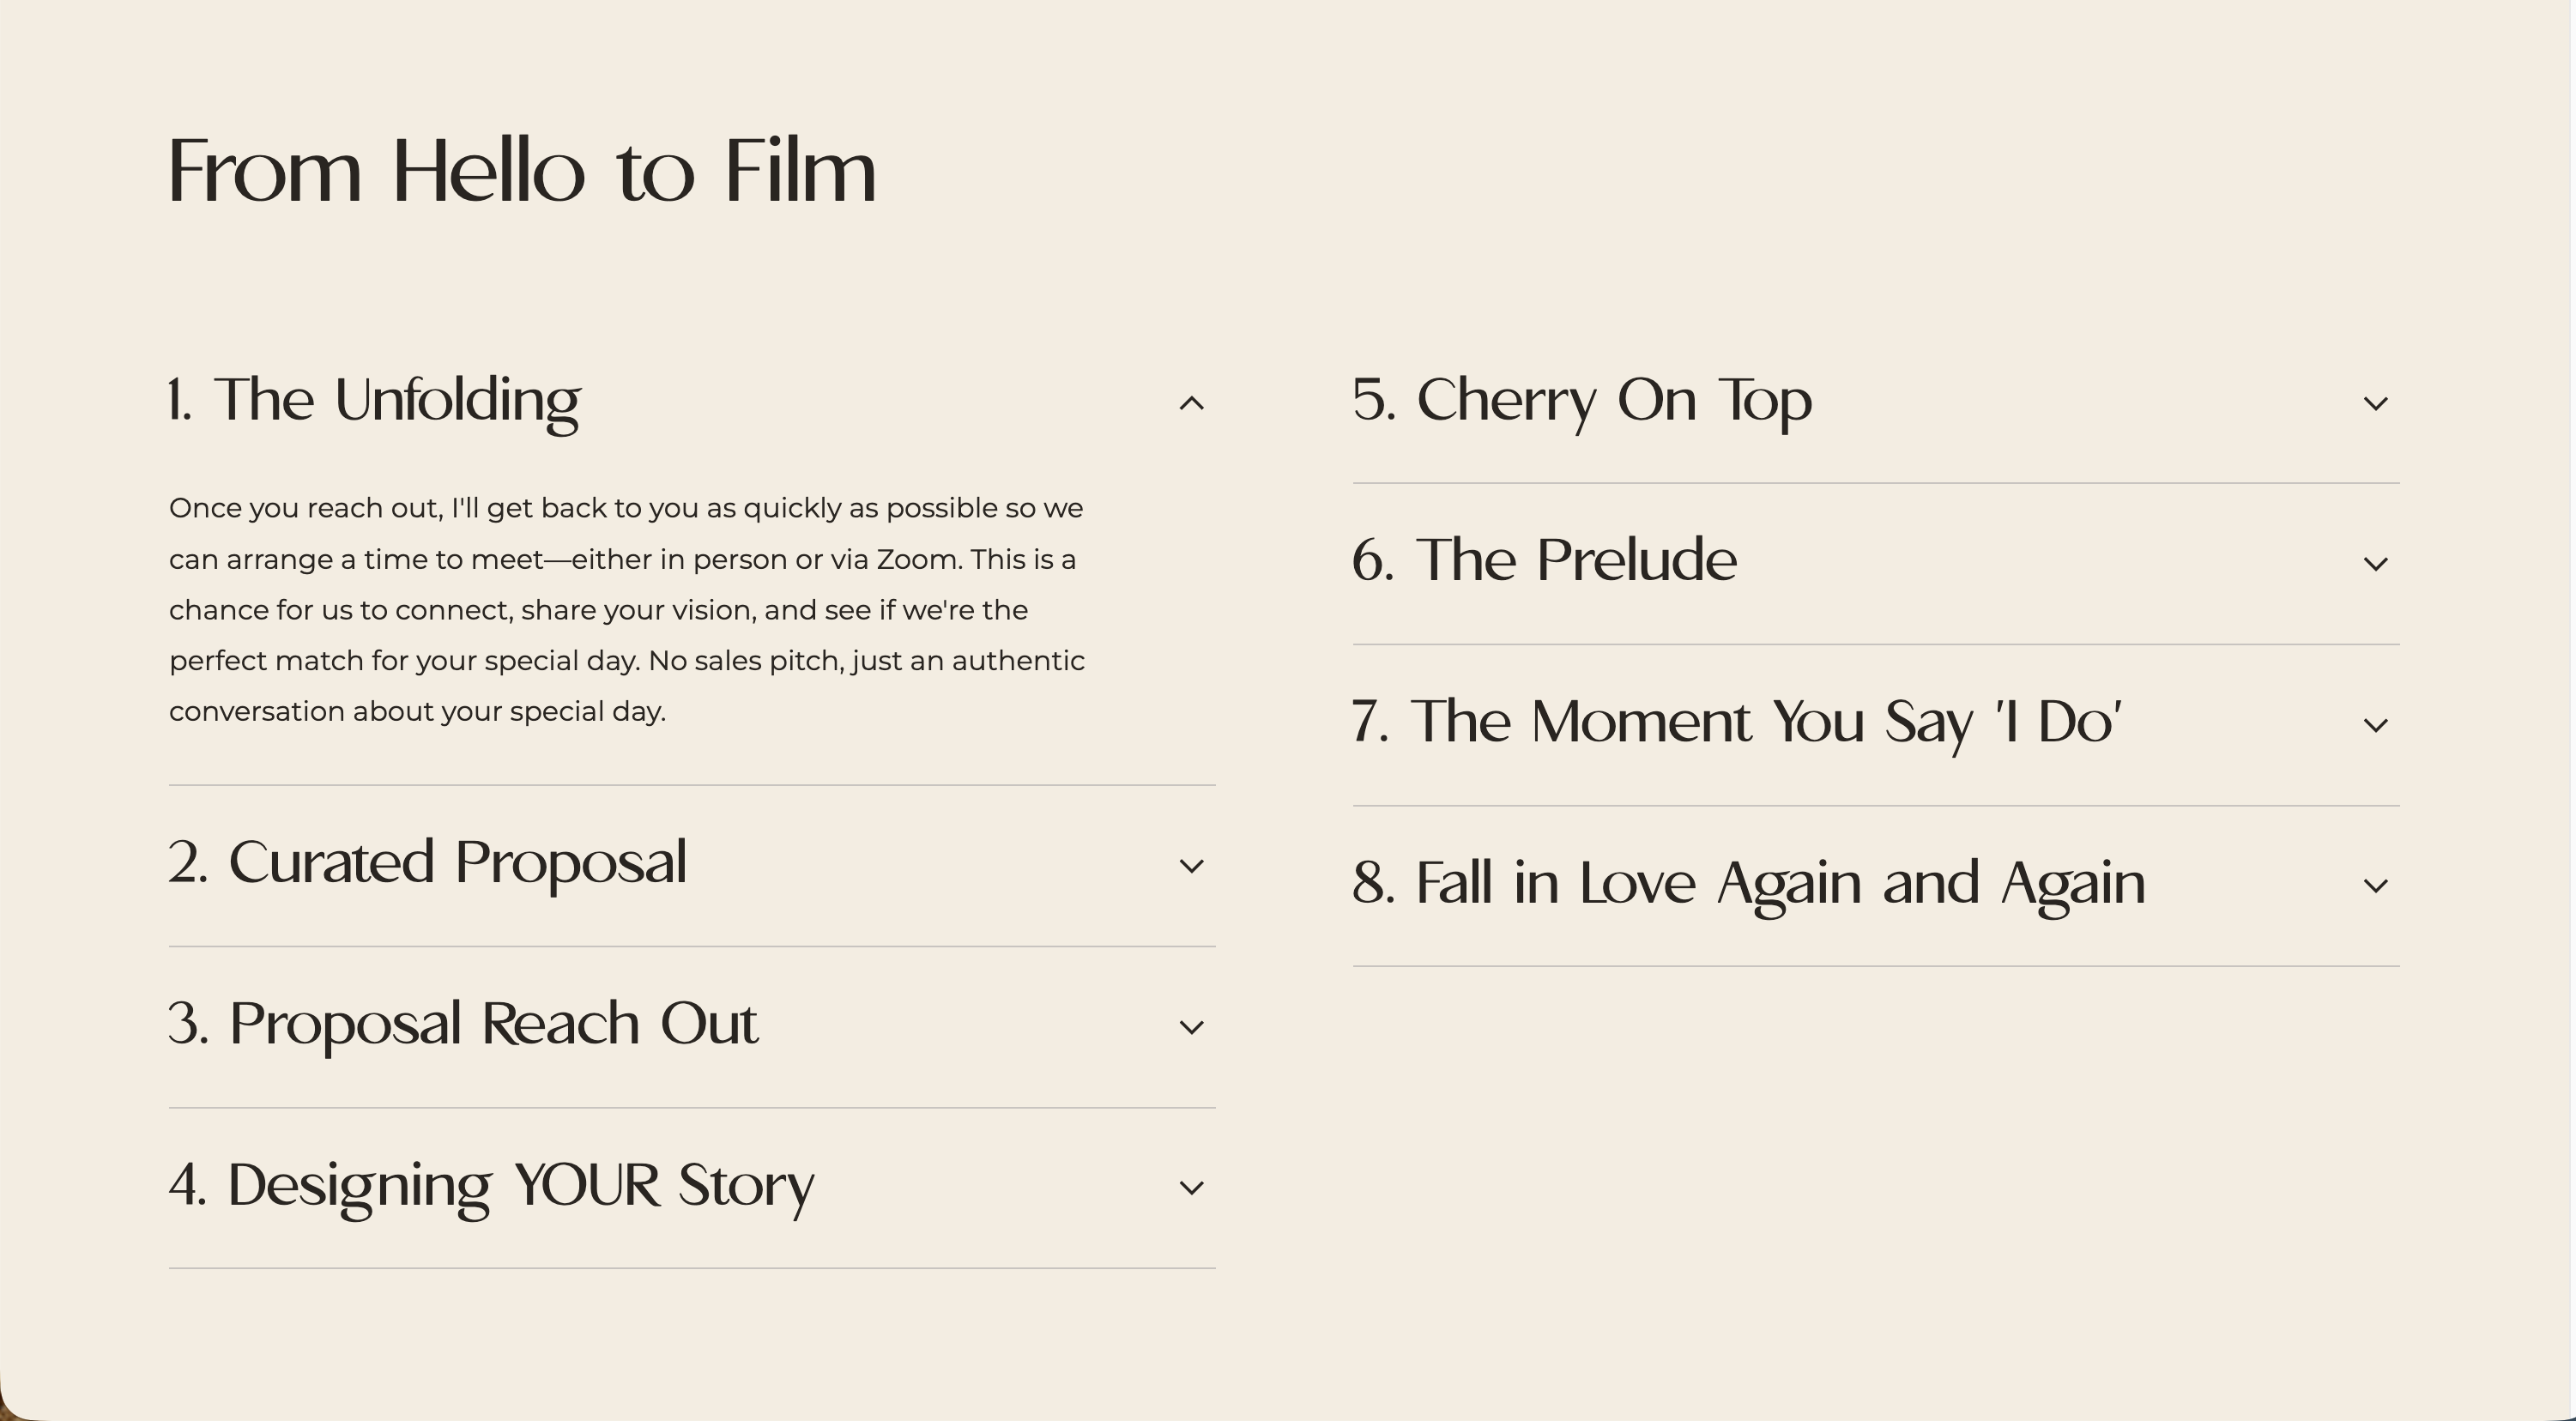 From Hello to Film
1. The Unfolding
Once you reach out, I'll get back to you as quickly as possible so we
can arrange a time to meet—either in person or via Zoom. This is a
chance for us to connect, share your vision, and see if we're the
perfect match for your special day. No sales pitch, just an authentic
conversation about your special day.
2. Curated Proposal
3. Proposal Reach Out
4. Designing YOUR Story
5. Cherry On Top
6. The Prelude
7. The Moment You Say 'I Do'
8. Fall in Love Again and Again